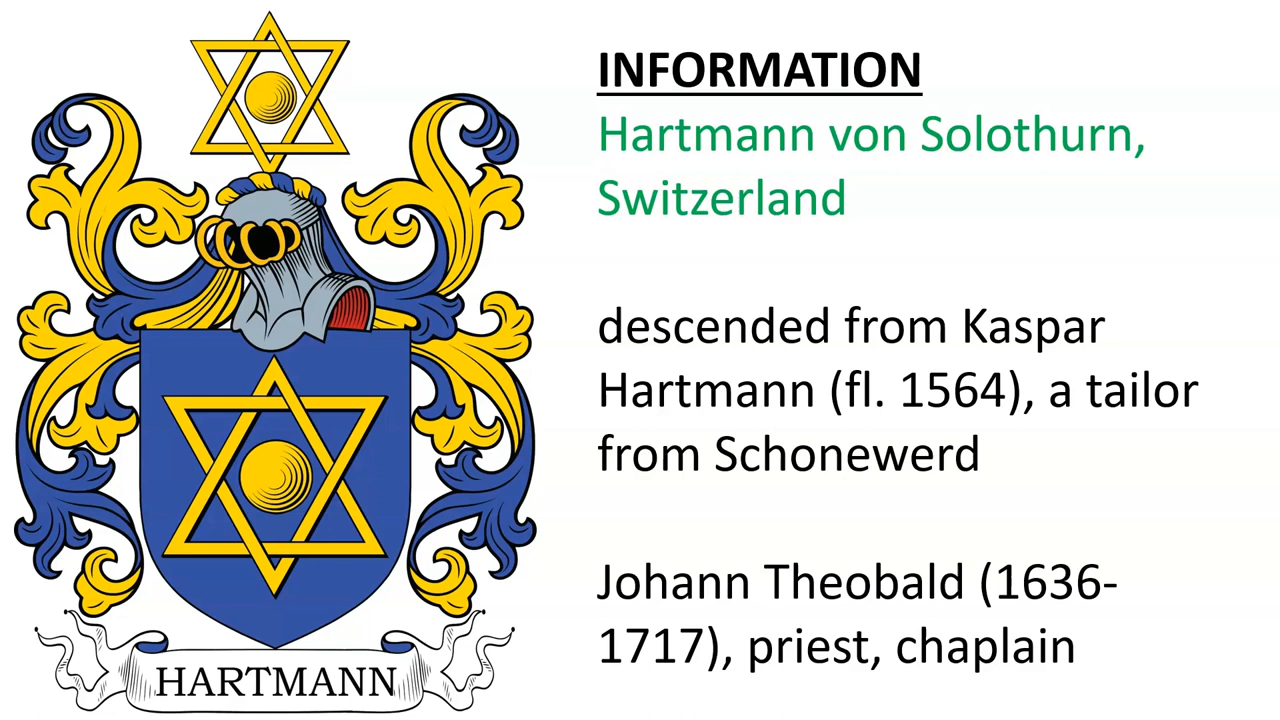 INFORMATION
Hartmann von Solothurn,
Switzerland
descended from Kaspar
Hartmann (fl. 1564), a tailor
from Schonewerd
Johann Theobald (1636-
1717), priest, chaplain
HARTMANN